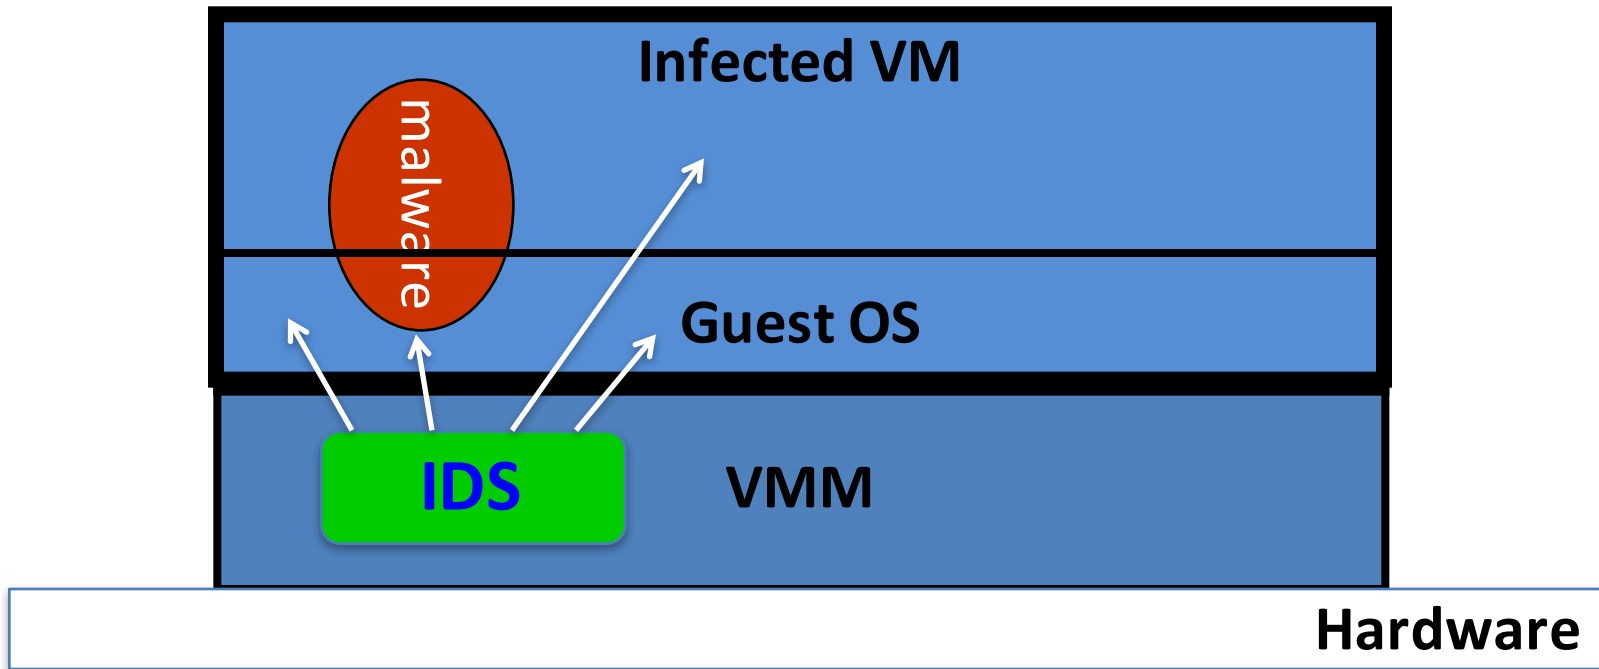 Infected VM
malware
Guest OS
IDS
VMM
Hardware